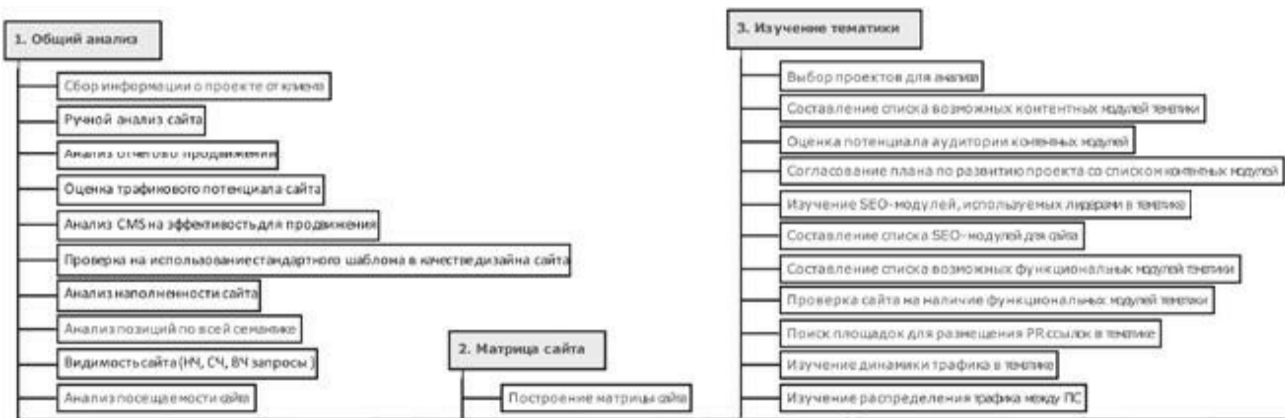 1. Общий анализ
Сбор информации о проекте от клиента
Ручной анализ сайта
Анализ отчетов о продвижении
Оценка трафикового потенциала сайта
Анализ CMS на эффективость для продвижения
Проверка на использование стандартного шаблона в качестве дизайна сайта
Анализ наполненности сайта
Анализ позиций по всей семантике
Видимость сайта (НЧ, СЧ, ВЧ запросы )
Анализ посещаемости сайта
2. Матрица сайта
Построение матрицы сайта
3. Изучение тематики
Выбор проектов для анализа
Составление списка возможных контентных модулей тематики
Оценка потенциала аудитории контентных модулей
Согласование плана по развитию проекта со списком контентных модулей
Изучение SEO-модулей, используемых лидерами в тематике
Составление списка SEO-модулей для сайта
Составление списка возможных функциональных модулей тематики
Проверка сайта на наличие функциональных модулей тематики
Поиск площадок для размещения PR ссылок в тематике
Изучение динамики трафика в тематике
Изучение распределения трафика между ПС